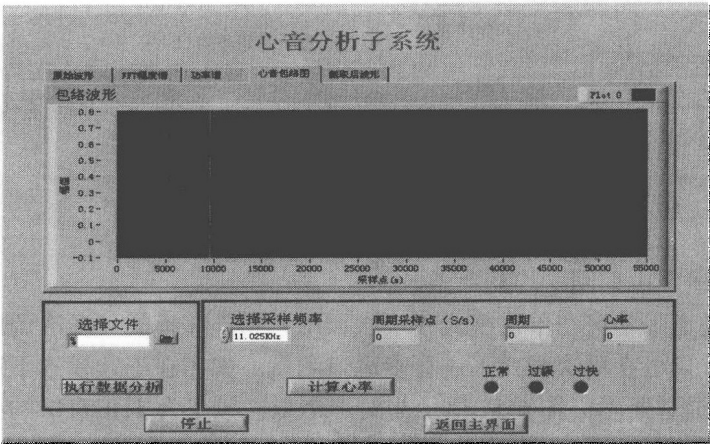 心音分析子系统
原始波形 FFT幅度谱 功率谱 心音包络图 截取后波形
包络波形 Plot 0
0.8-
0.7-
0.6-
0.5-
0.4-
0.3-
0.2-
0.1-
0-
-0.1-
0 5000 10000 15000 20000 25000 30000 35000 40000 45000 50000 55000
采样点(s)
选择文件
执行数据分析
选择采样频率 周期采样点(S/s) 周期 心率
11.025KHz 0 0 0
正常 过缓 过快
计算心率
停止 返回主界面